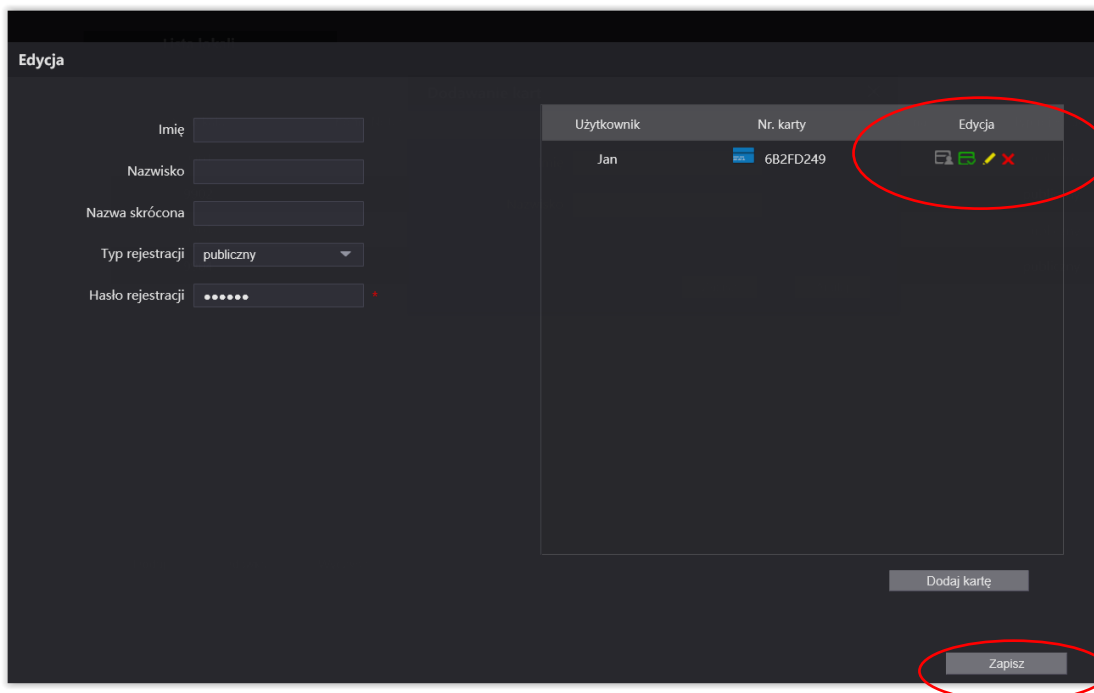 Edycja
Imię
Nazwisko
Nazwa skrócona
Typ rejestracji publiczny
Hasło rejestracji ●●●●●● *
Użytkownik Nr. karty Edycja
Jan 6B2FD249
Dodaj kartę
Zapisz